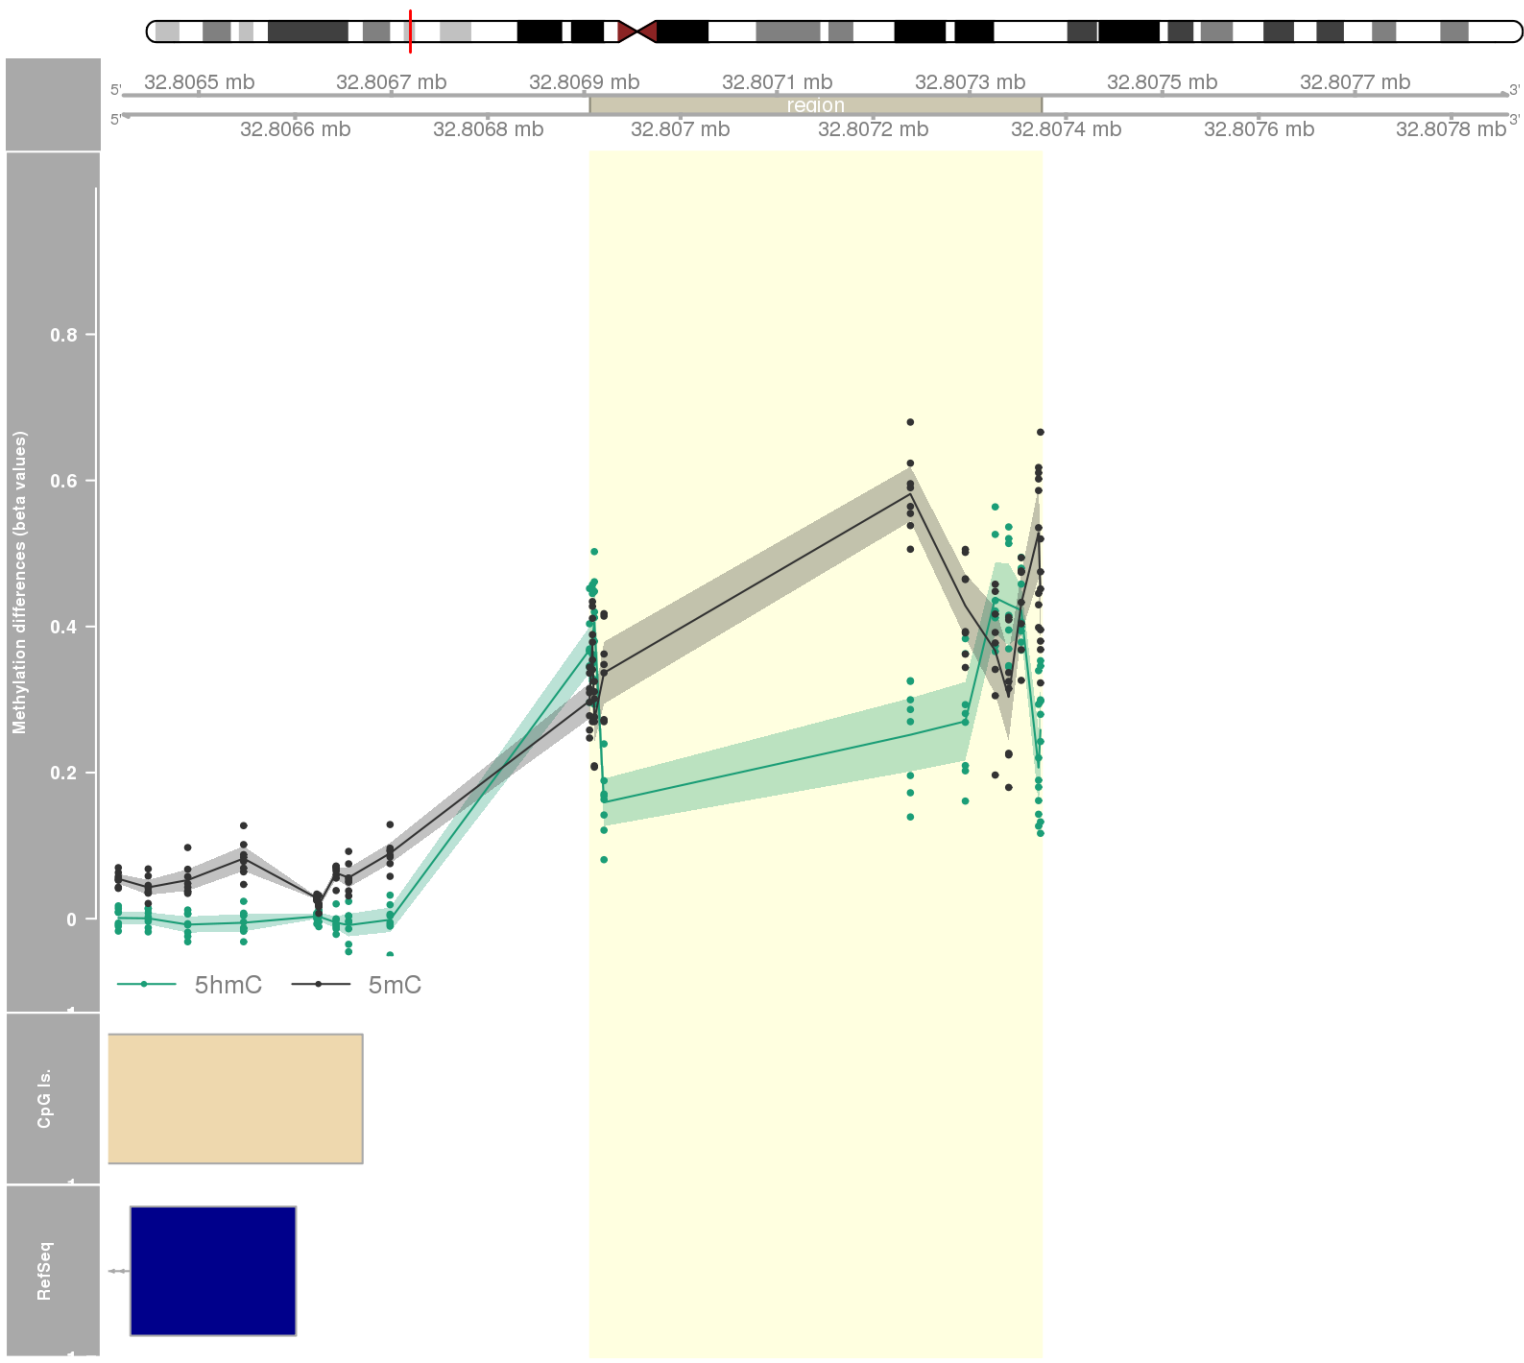 32.8065 mb 32.8067 mb 32.8069 mb 32.8071 mb 32.8073 mb 32.8075 mb 32.8077 mb
5' 3'
region
5' 3'
32.8066 mb 32.8068 mb 32.807 mb 32.8072 mb 32.8074 mb 32.8076 mb 32.8078 mb
Methylation differences (beta values)
0.8
0.6
0.4
0.2
0
5hmC 5mC
CpG Is.
RefSeq